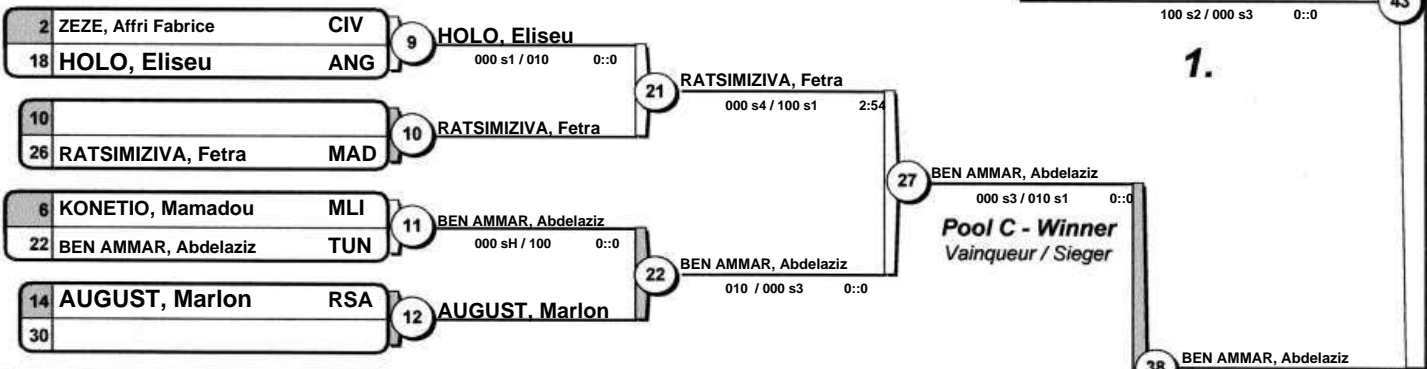 43
100 s2 / 000 s3 0::0
1.
2 ZEZE, Affri Fabrice CIV
18 HOLO, Eliseu ANG
9 HOLO, Eliseu
000 s1 / 010 0::0
10
26 RATSIMIZIVA, Fetra MAD
10 RATSIMIZIVA, Fetra
21 RATSIMIZIVA, Fetra
000 s4 / 100 s1 2:54
6 KONETIO, Mamadou MLI
22 BEN AMMAR, Abdelaziz TUN
11 BEN AMMAR, Abdelaziz
000 sH / 100 0::0
14 AUGUST, Marlon RSA
30
12 AUGUST, Marlon
22 BEN AMMAR, Abdelaziz
010 / 000 s3 0::0
27 BEN AMMAR, Abdelaziz
000 s3 / 010 s1 0::0
Pool C - Winner
Vainqueur / Sieger
38 BEN AMMAR, Abdelaziz